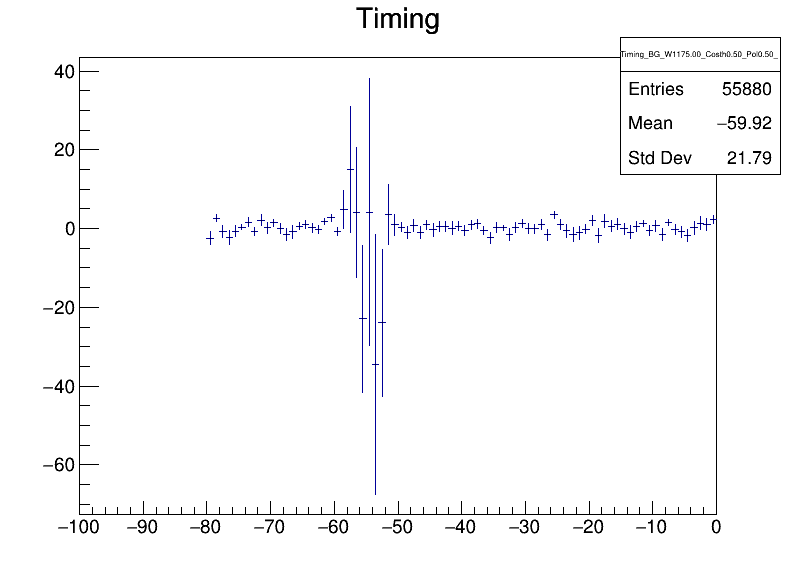 Timing
Timing_BG_W1175.00_Costh0.50_Pol0.50_
Entries 55880
Mean −59.92
Std Dev 21.79
40
20
0
−20
−40
−60
−100 −90 −80 −70 −60 −50 −40 −30 −20 −10 0